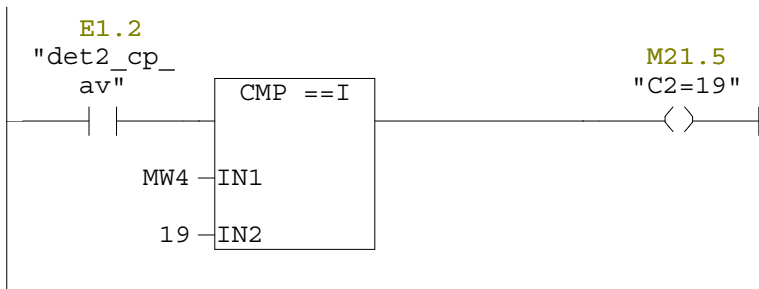 E1.2
"det2_cp_
av"
M21.5
"C2=19"
CMP ==I
MW4
IN1
19
IN2